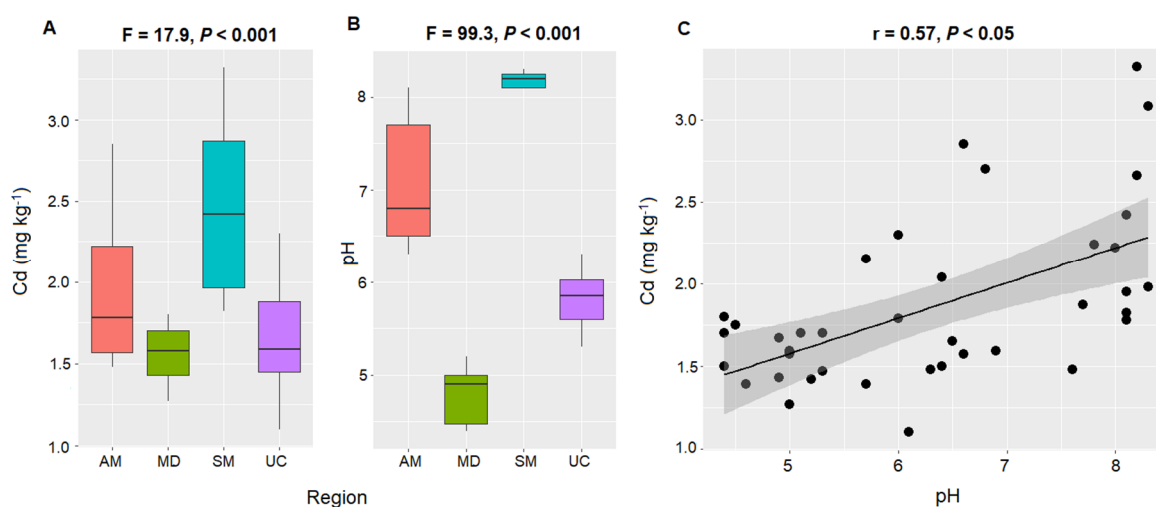 A
F = 17.9, P < 0.001
Cd (mg kg⁻¹)
3.0
2.5
2.0
1.5
1.0
AM MD SM UC
B
F = 99.3, P < 0.001
pH
8
7
6
5
AM MD SM UC
Region
C
r = 0.57, P < 0.05
Cd (mg kg⁻¹)
3.0
2.5
2.0
1.5
1.0
5 6 7 8
pH